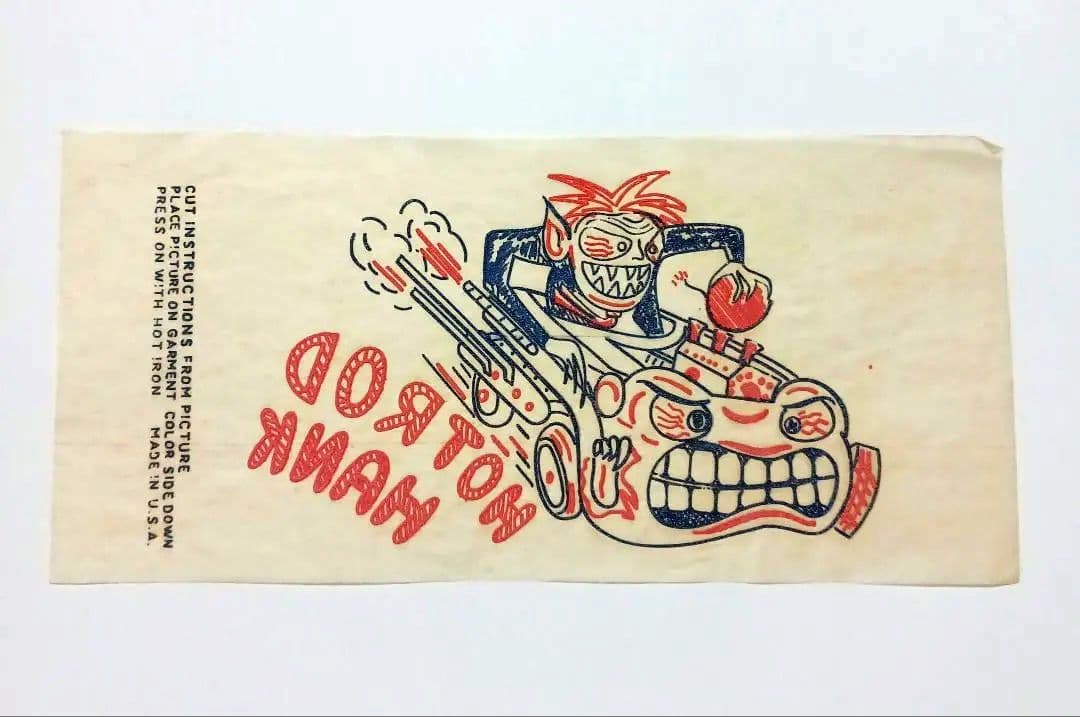 CUT INSTRUCTIONS FROM PICTURE
PLACE PICTURE ON GARMENT COLOR SIDE DOWN
PRESS ON WITH HOT IRON MADE IN U.S.A.
HOT ROD
HANK